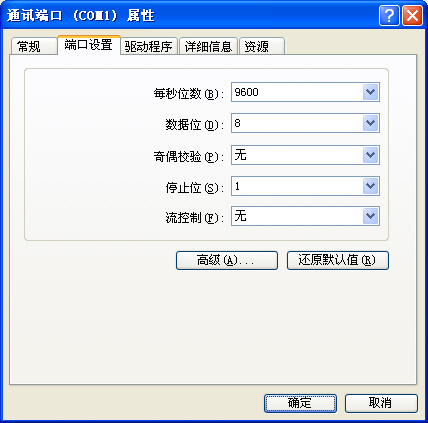 通讯端口 (COM1) 属性
常规 端口设置 驱动程序 详细信息 资源
每秒位数(B): 9600
数据位(D): 8
奇偶校验(P): 无
停止位(S): 1
流控制(F): 无
高级(A)... 还原默认值(R)
确定 取消